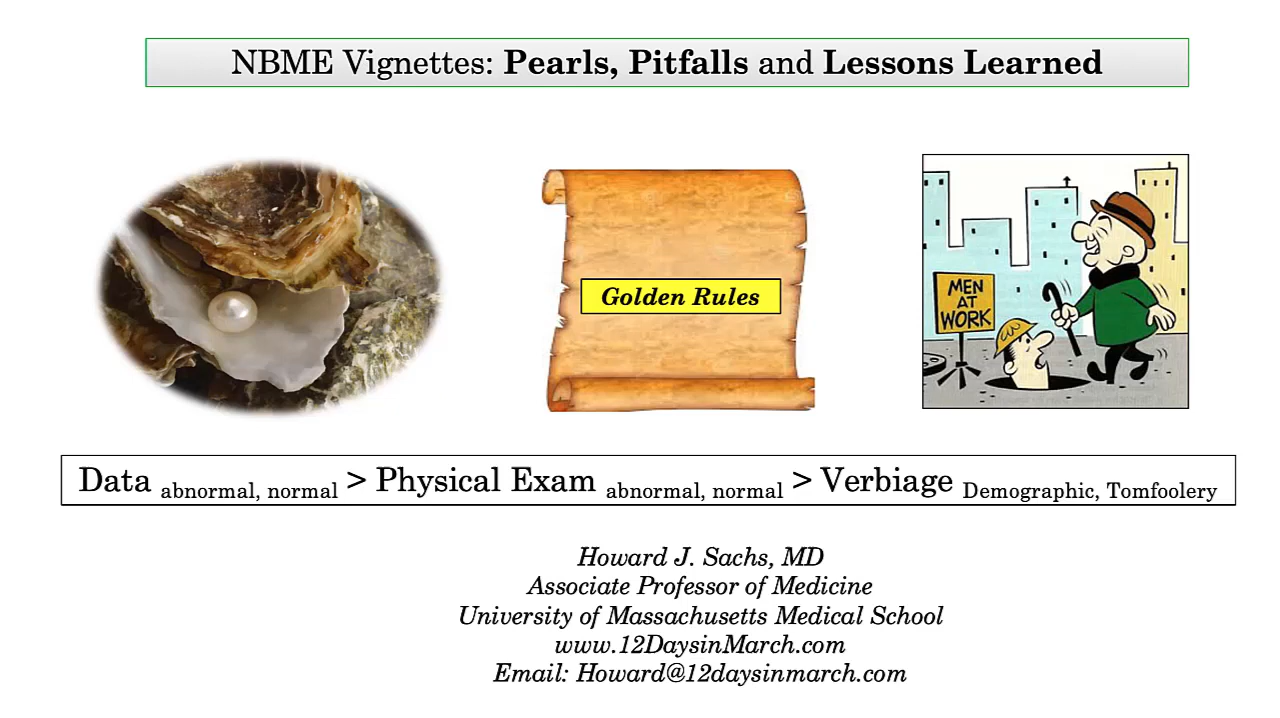 NBME Vignettes: Pearls, Pitfalls and Lessons Learned
Golden Rules
MEN
AT
WORK
Data abnormal, normal > Physical Exam abnormal, normal > Verbiage Demographic, Tomfoolery
Howard J. Sachs, MD
Associate Professor of Medicine
University of Massachusetts Medical School
www.12DaysinMarch.com
Email: Howard@12daysinmarch.com